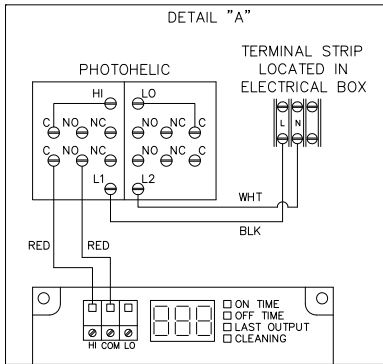 DETAIL "A"
TERMINAL STRIP
LOCATED IN
ELECTRICAL BOX
PHOTOHELIC
HI LO
L N
C NO NC NO NC C
C NO NC NO NC C
L1 L2
WHT
BLK
RED RED
ON TIME
OFF TIME
LAST OUTPUT
CLEANING
888
HI COM LO